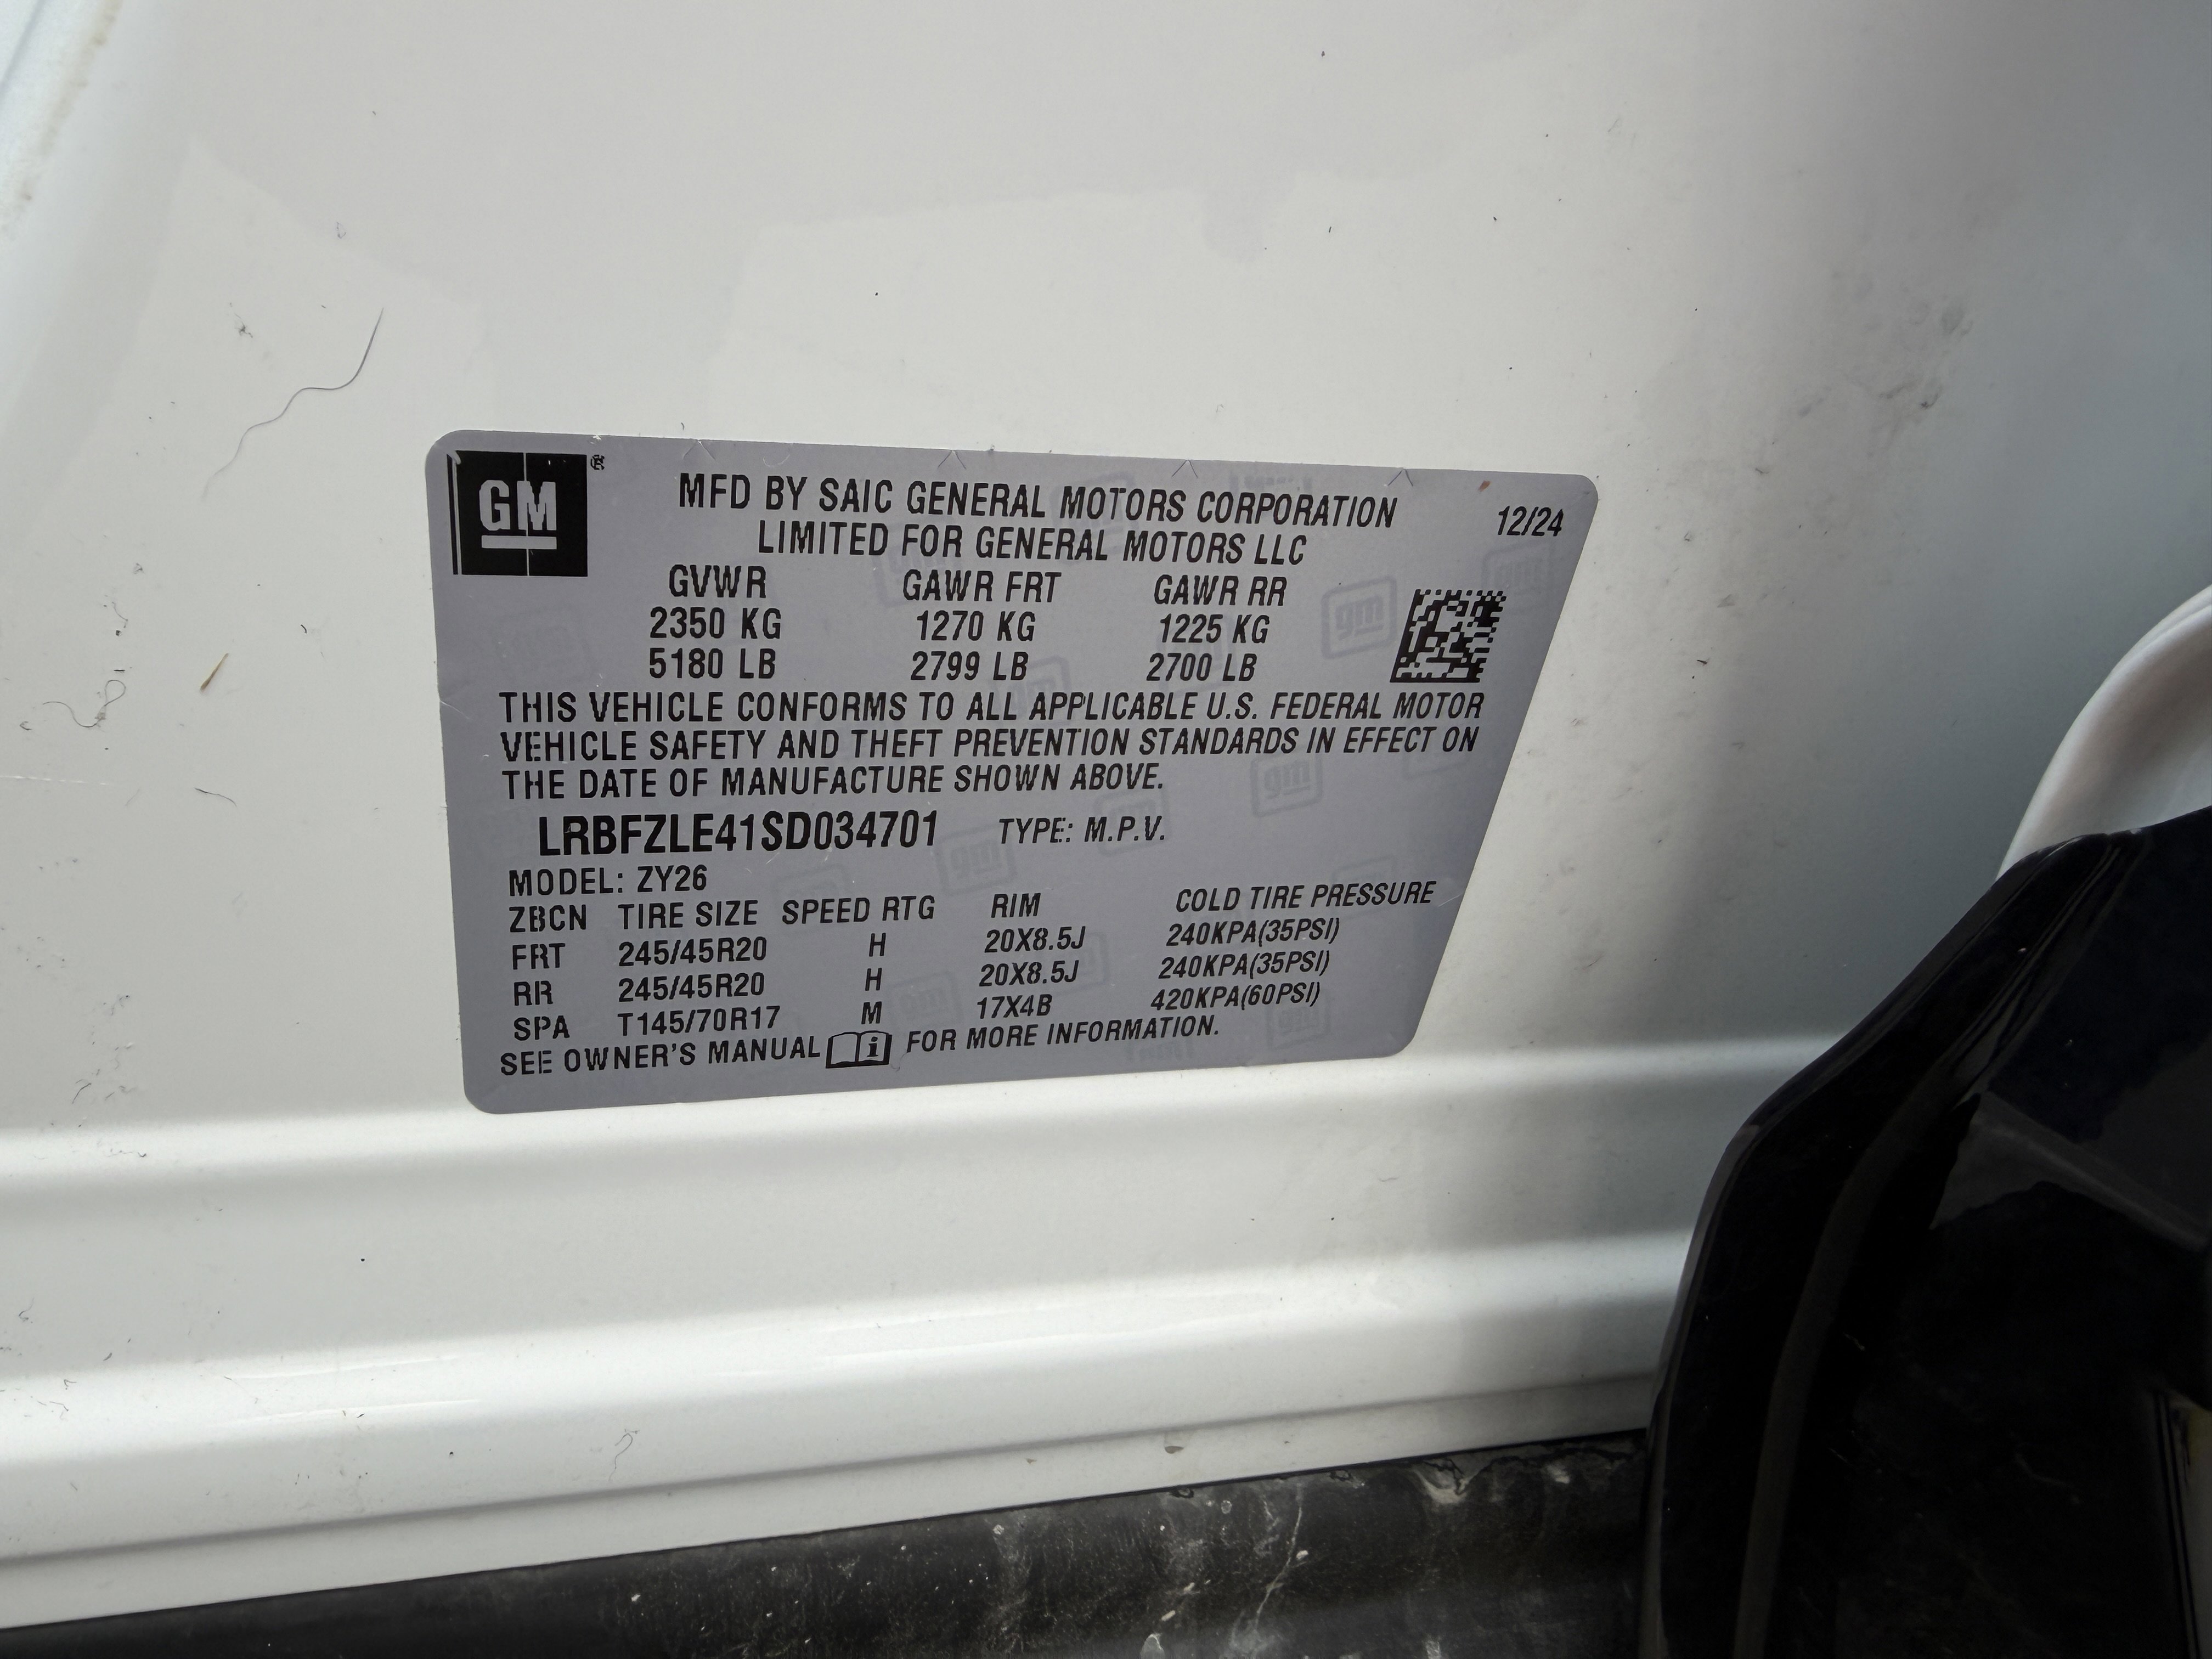 GM
MFD BY SAIC GENERAL MOTORS CORPORATION
LIMITED FOR GENERAL MOTORS LLC
12/24
GVWR GAWR FRT GAWR RR
2350 KG 1270 KG 1225 KG
5180 LB 2799 LB 2700 LB
THIS VEHICLE CONFORMS TO ALL APPLICABLE U.S. FEDERAL MOTOR
VEHICLE SAFETY AND THEFT PREVENTION STANDARDS IN EFFECT ON
THE DATE OF MANUFACTURE SHOWN ABOVE.
LRBFZLE41SD034701 TYPE: M.P.V.
MODEL: ZY26
ZBCN TIRE SIZE SPEED RTG RIM COLD TIRE PRESSURE
FRT 245/45R20 H 20X8.5J 240KPA(35PSI)
RR 245/45R20 H 20X8.5J 240KPA(35PSI)
SPA T145/70R17 M 17X4B 420KPA(60PSI)
SEE OWNER'S MANUAL i FOR MORE INFORMATION.